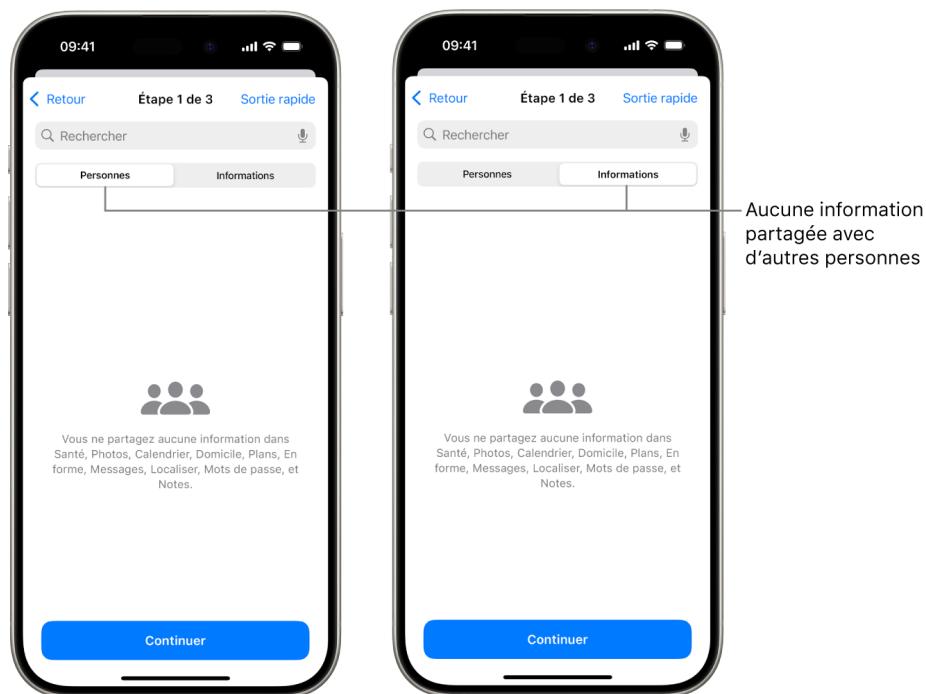 09:41
Retour Étape 1 de 3 Sortie rapide
Rechercher
Personnes Informations
Vous ne partagez aucune information dans
Santé, Photos, Calendrier, Domicile, Plans, En
forme, Messages, Localiser, Mots de passe, et
Notes.
Continuer
09:41
Retour Étape 1 de 3 Sortie rapide
Rechercher
Personnes Informations
Vous ne partagez aucune information dans
Santé, Photos, Calendrier, Domicile, Plans, En
forme, Messages, Localiser, Mots de passe, et
Notes.
Continuer
Aucune information
partagée avec
d’autres personnes